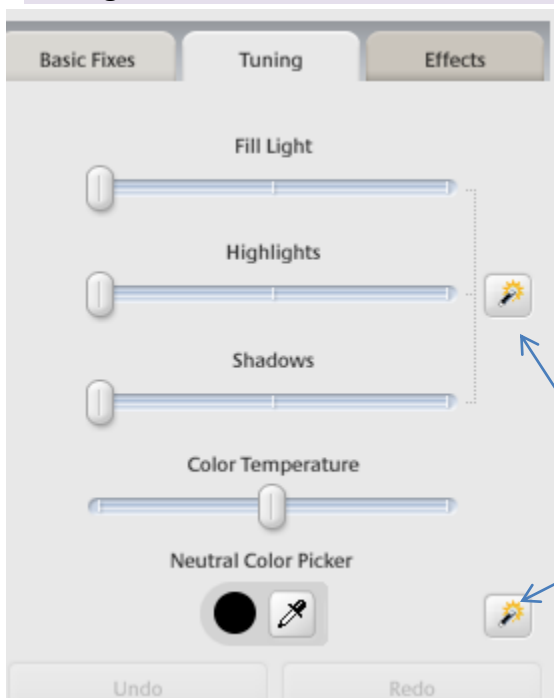 Basic Fixes Tuning Effects
Fill Light
Highlights
Shadows
Color Temperature
Neutral Color Picker
Undo Redo